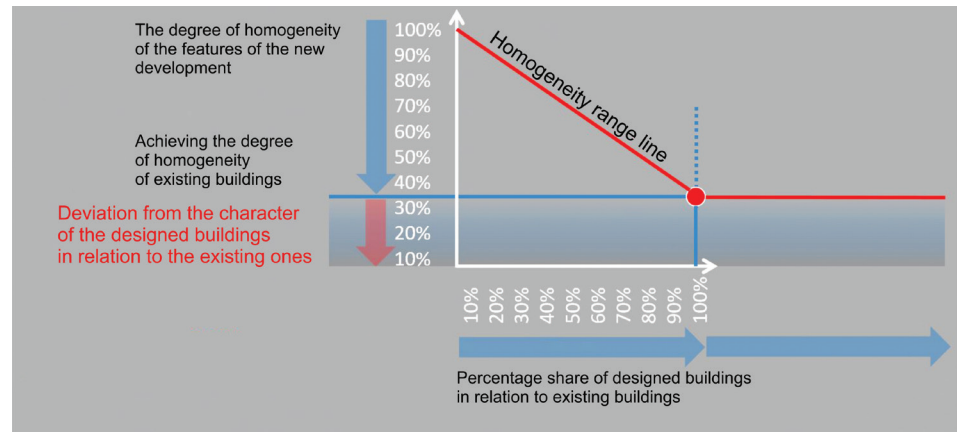 The degree of homogeneity
of the features of the new
development
Achieving the degree
of homogeneity
of existing buildings
Deviation from the character
of the designed buildings
in relation to the existing ones
100%
90%
80%
70%
60%
50%
40%
30%
20%
10%
Homogeneity range line
10%
20%
30%
40%
50%
60%
70%
80%
90%
100%
Percentage share of designed buildings
in relation to existing buildings